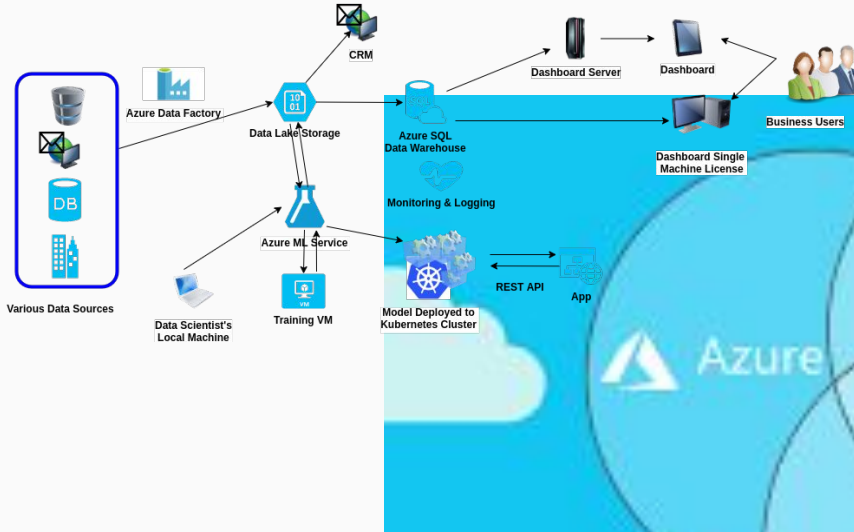 CRM
Dashboard Server
Dashboard
Business Users
Azure Data Factory
10
01
Data Lake Storage
Azure SQL
Data Warehouse
Dashboard Single
Machine License
DB
Monitoring & Logging
Azure ML Service
Various Data Sources
Data Scientist's
Local Machine
VM
Training VM
Model Deployed to
Kubernetes Cluster
REST API
App
Azure